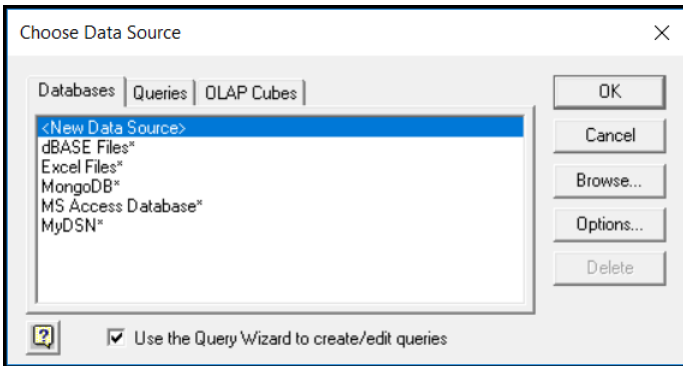 Choose Data Source
Databases Queries OLAP Cubes
<New Data Source>
dBASE Files*
Excel Files*
MongoDB*
MS Access Database*
MyDSN*
OK
Cancel
Browse...
Options...
Delete
Use the Query Wizard to create/edit queries